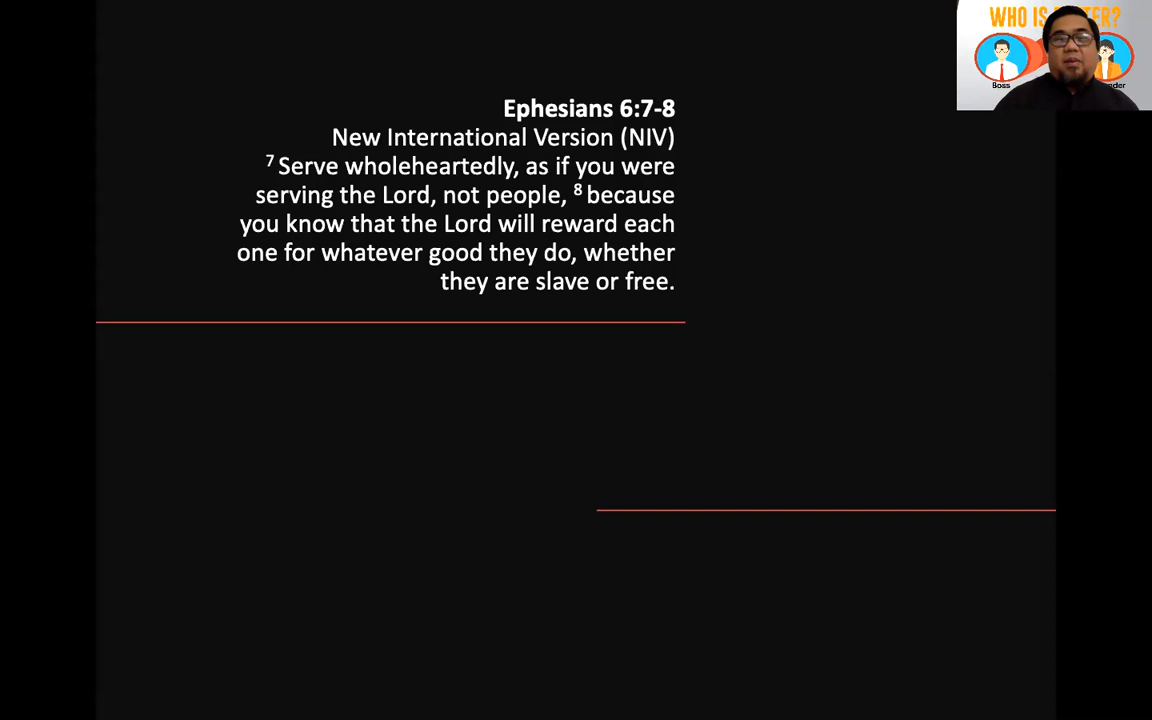 Ephesians 6:7-8
New International Version (NIV)
7 Serve wholeheartedly, as if you were
serving the Lord, not people, 8 because
you know that the Lord will reward each
one for whatever good they do, whether
they are slave or free.
WHO IS
Boss